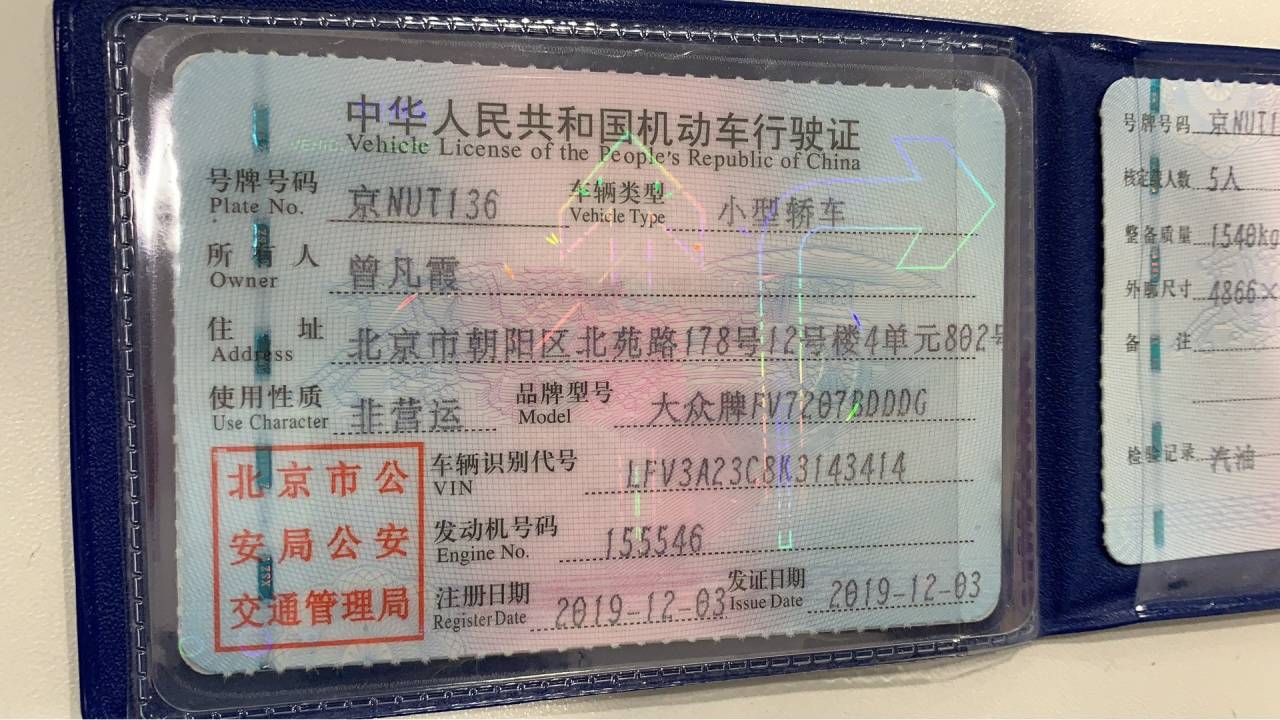 中华人民共和国机动车行驶证
Vehicle License of the People's Republic of China
号牌号码 京NUT136 车辆类型 小型轿车
Plate No. Vehicle Type
所有人 曾凡霞
Owner
住址 北京市朝阳区北苑路178号12号楼4单元802号
Address
使用性质 非营运 品牌型号 大众牌FV7207BDDDG
Use Character Model
北京市公
安局公安
交通管理局
车辆识别代号 LFV3A23C8K3143414
VIN
发动机号码 155546
Engine No.
注册日期 2019-12-03 发证日期 2019-12-03
Register Date Issue Date
号牌号码 京NUT1
核定载人数 5人
整备质量 1540kg
外廓尺寸 4866×
备注
检验记录 汽油